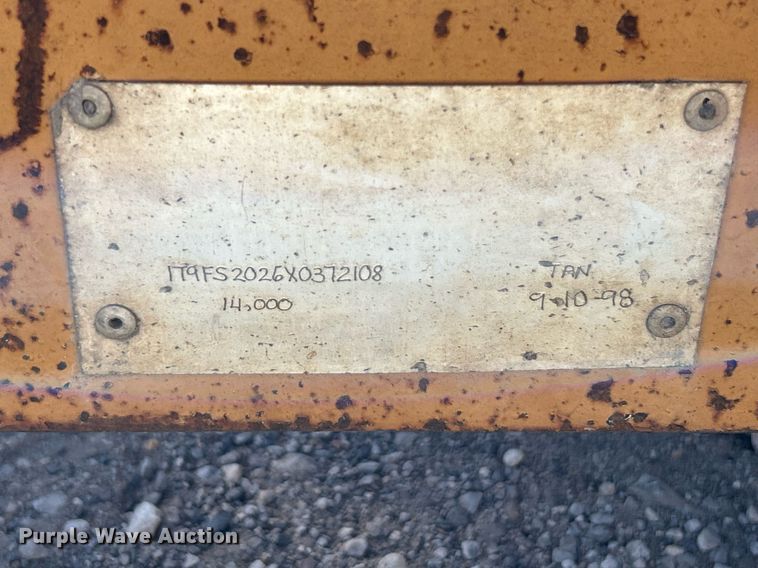 1T9FS2026X0372108
14,000
TAN
9-10-98
Purple Wave Auction